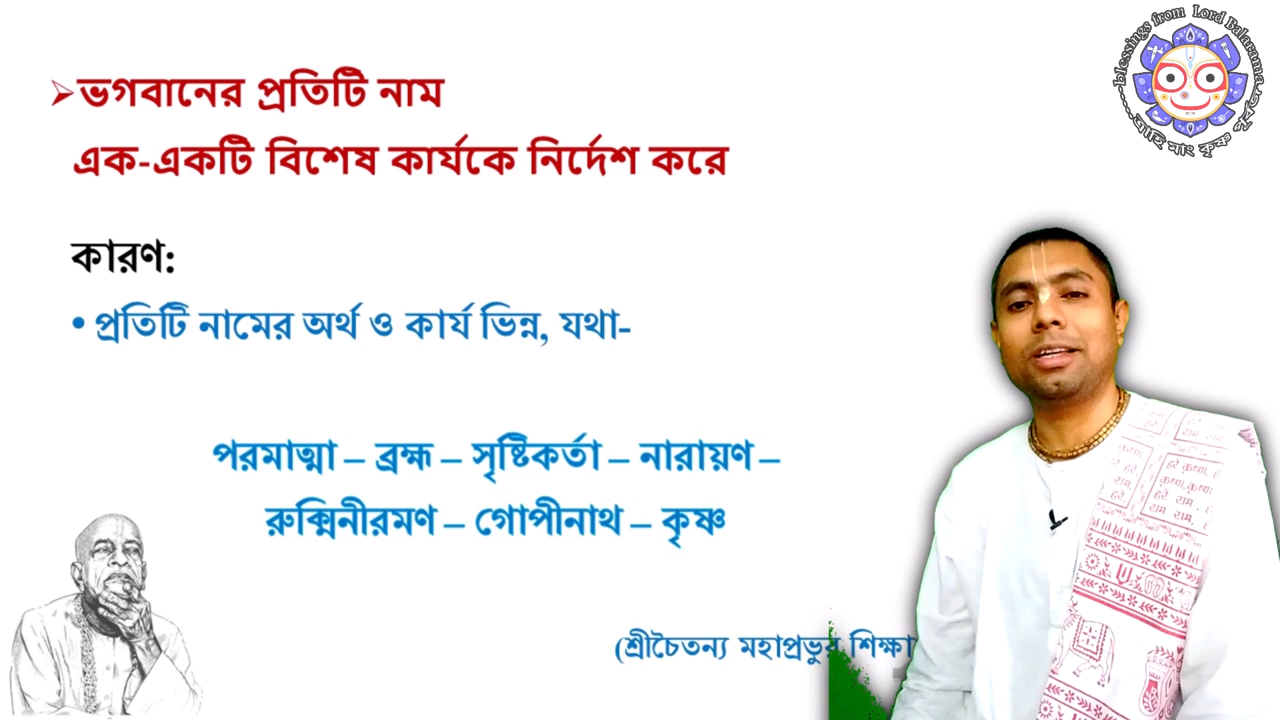 ভগবানের প্রতিটি নাম
এক-একটি বিশেষ কার্যকে নির্দেশ করে
কারণ:
• প্রতিটি নামের অর্থ ও কার্য ভিন্ন, যথা-
পরমাত্মা – ব্রহ্ম – সৃষ্টিকর্তা – নারায়ণ –
রুক্মিনীরমণ – গোপীনাথ – কৃষ্ণ
(শ্রীচৈতন্য মহাপ্রভুর শিক্ষা
blessings from Lord Balarama
ত্রাহি মাং কৃষ্ণ